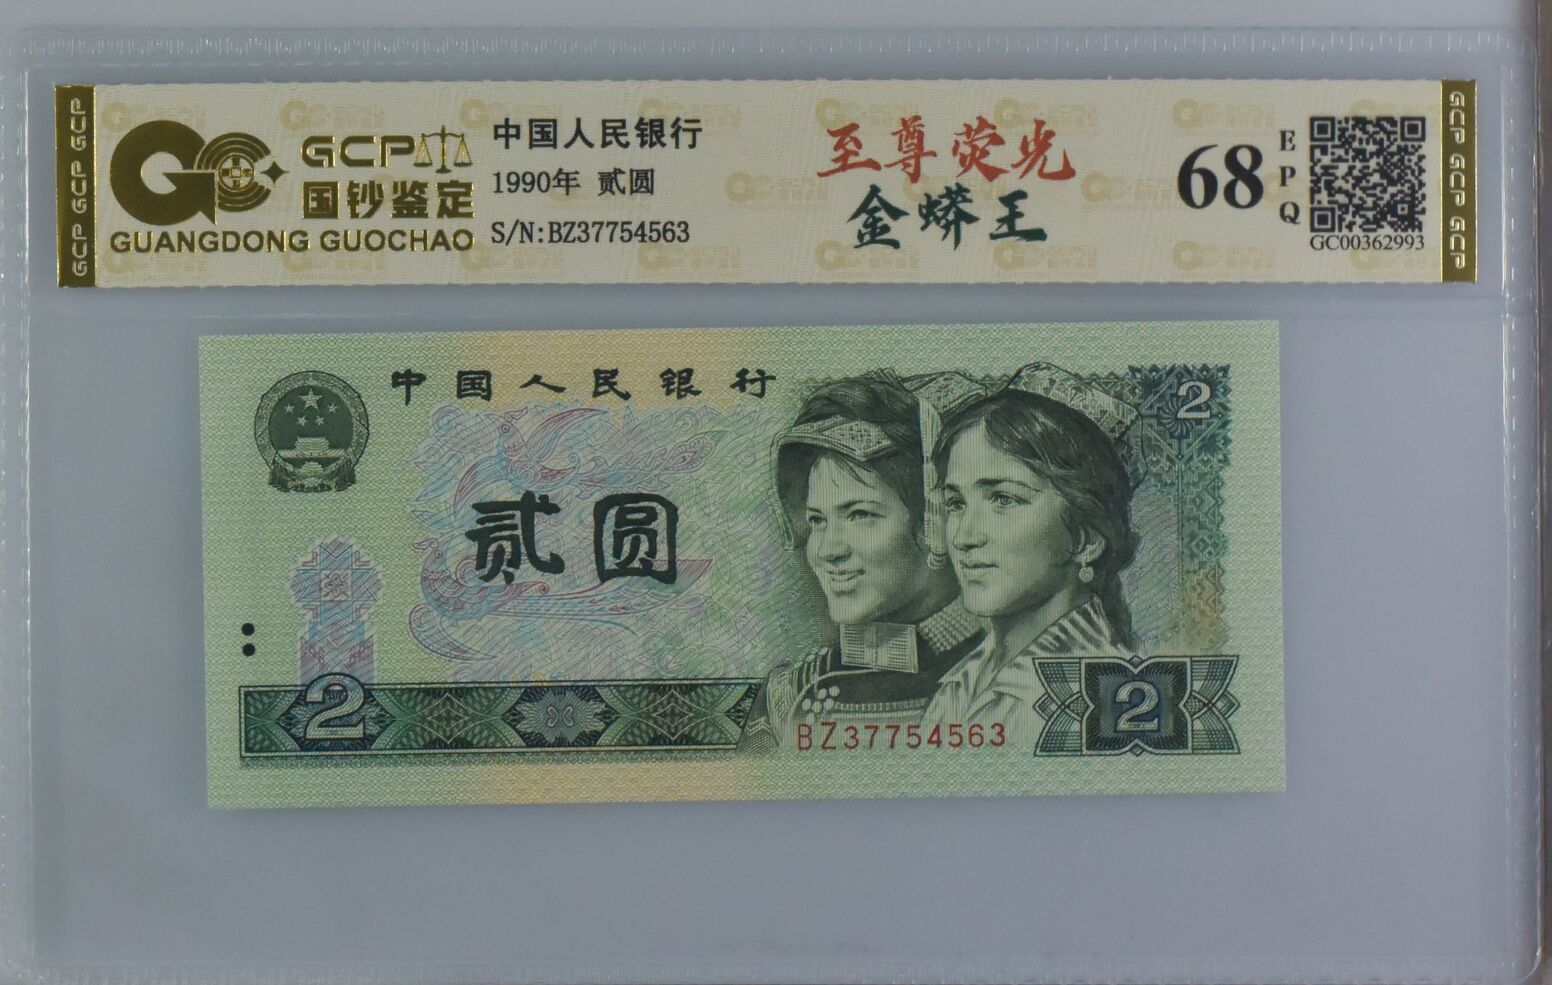 GCP GCP GCP
GCP
国钞鉴定
GUANGDONG GUOCHAO
中国人民银行
1990年 贰圆
S/N:BZ37754563
至尊荧光
金蟒王
68
EPQ
GC00362993
GCP GCP GCP
中国人民银行
2
贰圆
2
BZ37754563
2